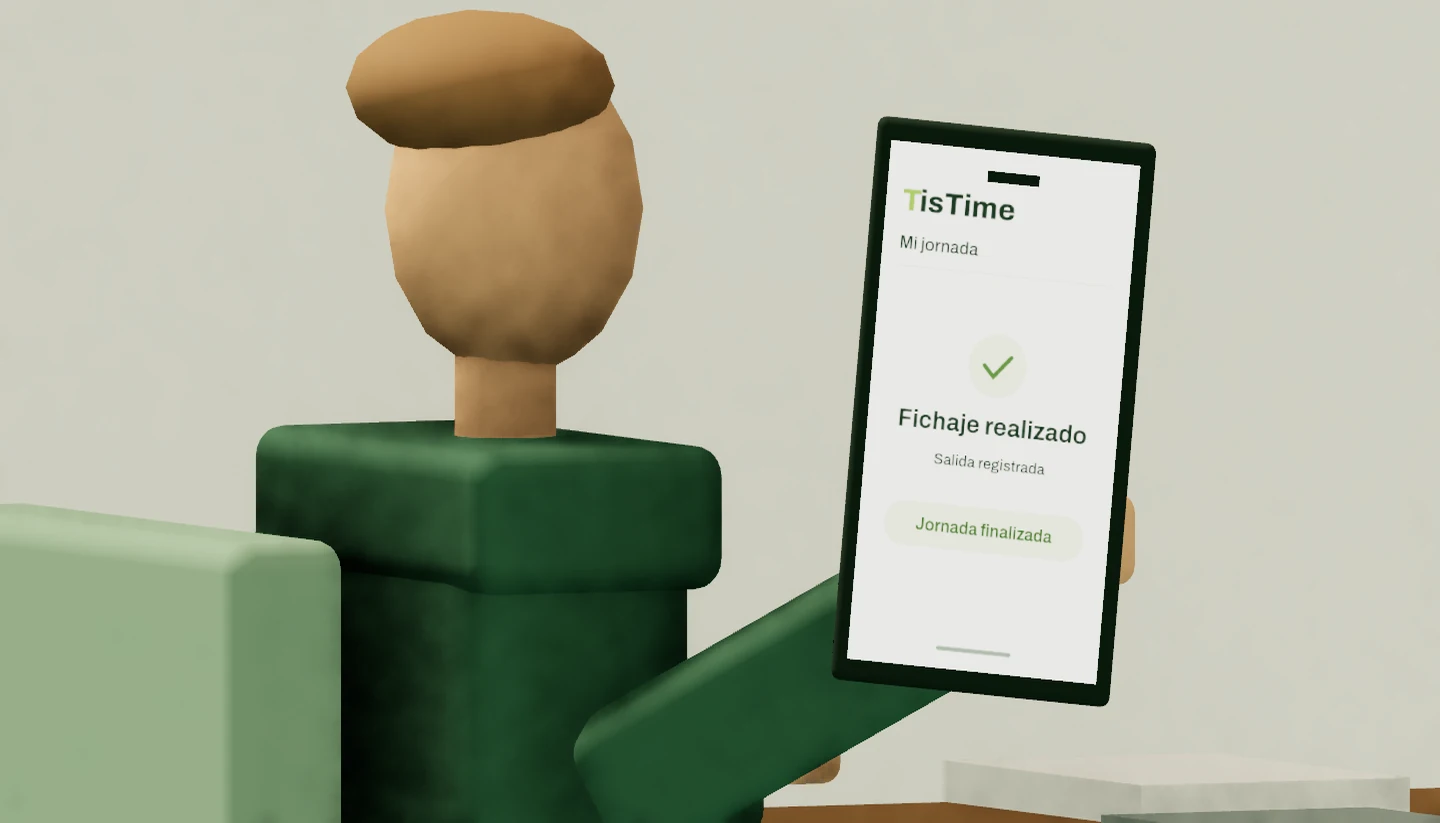 TisTime
Mi jornada
Fichaje realizado
Salida registrada
Jornada finalizada